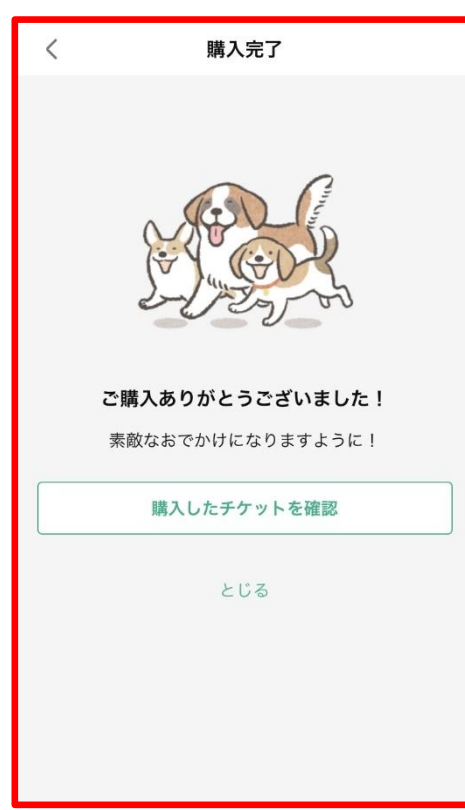 購入完了
ご購入ありがとうございました！
素敵なおでかけになりますように！
購入したチケットを確認
とじる